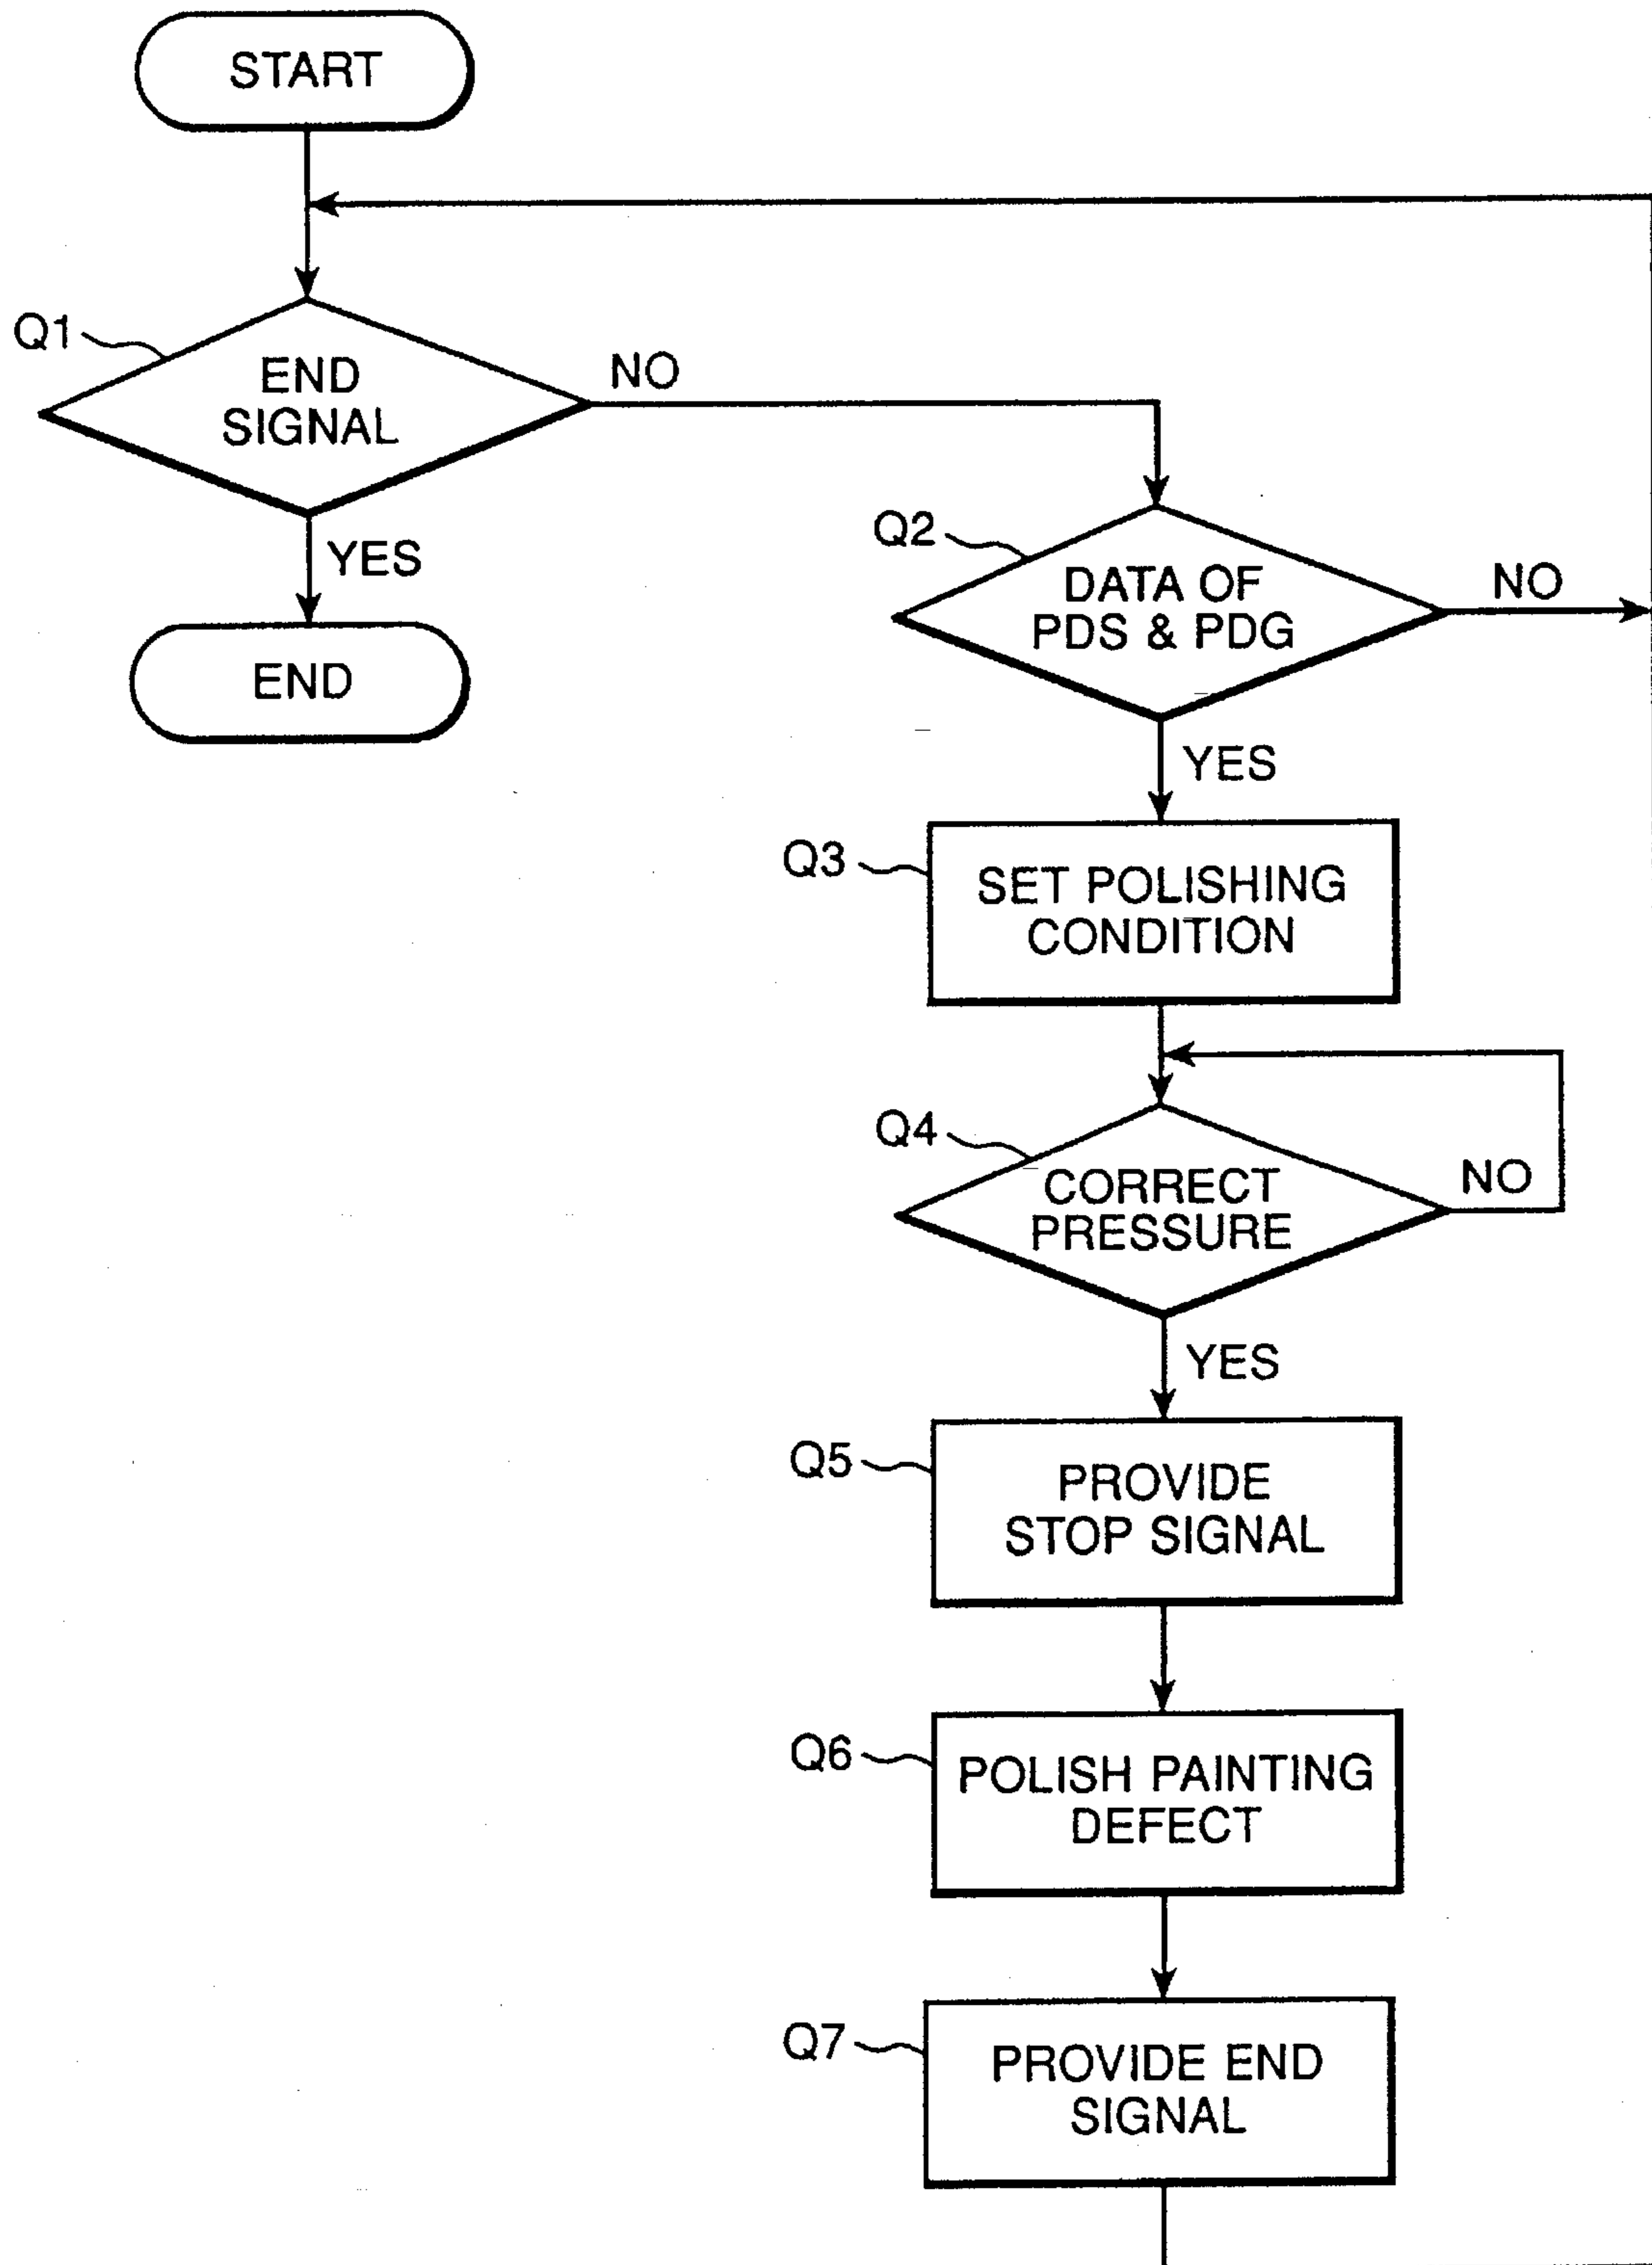 START
Q1
END
SIGNAL
NO
YES
END
Q2
DATA OF
PDS & PDG
NO
YES
Q3
SET POLISHING
CONDITION
Q4
CORRECT
PRESSURE
NO
YES
Q5
PROVIDE
STOP SIGNAL
Q6
POLISH PAINTING
DEFECT
Q7
PROVIDE END
SIGNAL